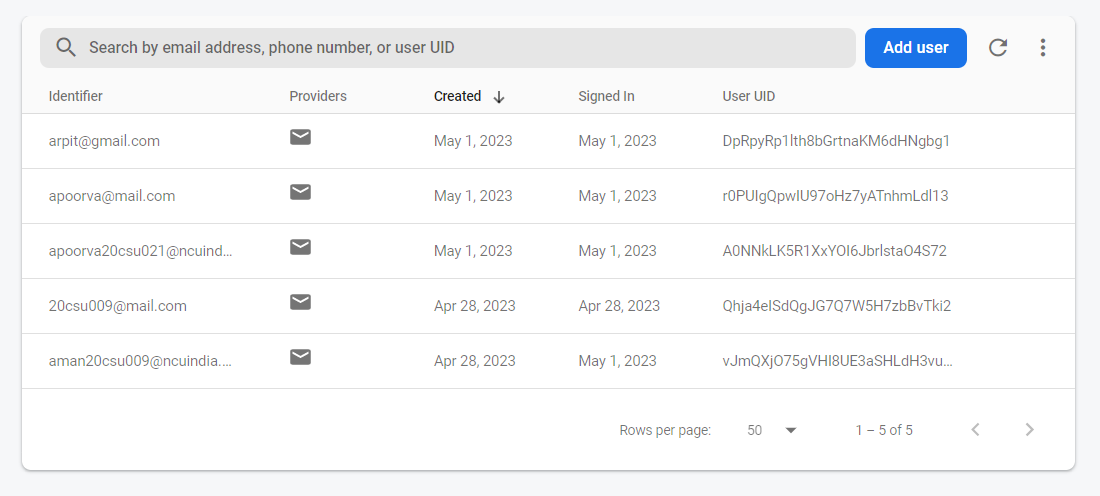 Search by email address, phone number, or user UID Add user
Identifier Providers Created Signed In User UID
arpit@gmail.com May 1, 2023 May 1, 2023 DpRpyRp1lth8bGrtnaKM6dHNgbg1
apoorva@mail.com May 1, 2023 May 1, 2023 r0PUIgQpwIU97oHz7yATnhmLdl13
apoorva20csu021@ncuind... May 1, 2023 May 1, 2023 A0NNkLK5R1XxYOI6JbrlstaO4S72
20csu009@mail.com Apr 28, 2023 Apr 28, 2023 Qhja4eISdQgJG7Q7W5H7zbBvTki2
aman20csu009@ncuindia.... Apr 28, 2023 May 1, 2023 vJmQXjO75gVHI8UE3aSHLdH3vu...
Rows per page: 50 1 – 5 of 5